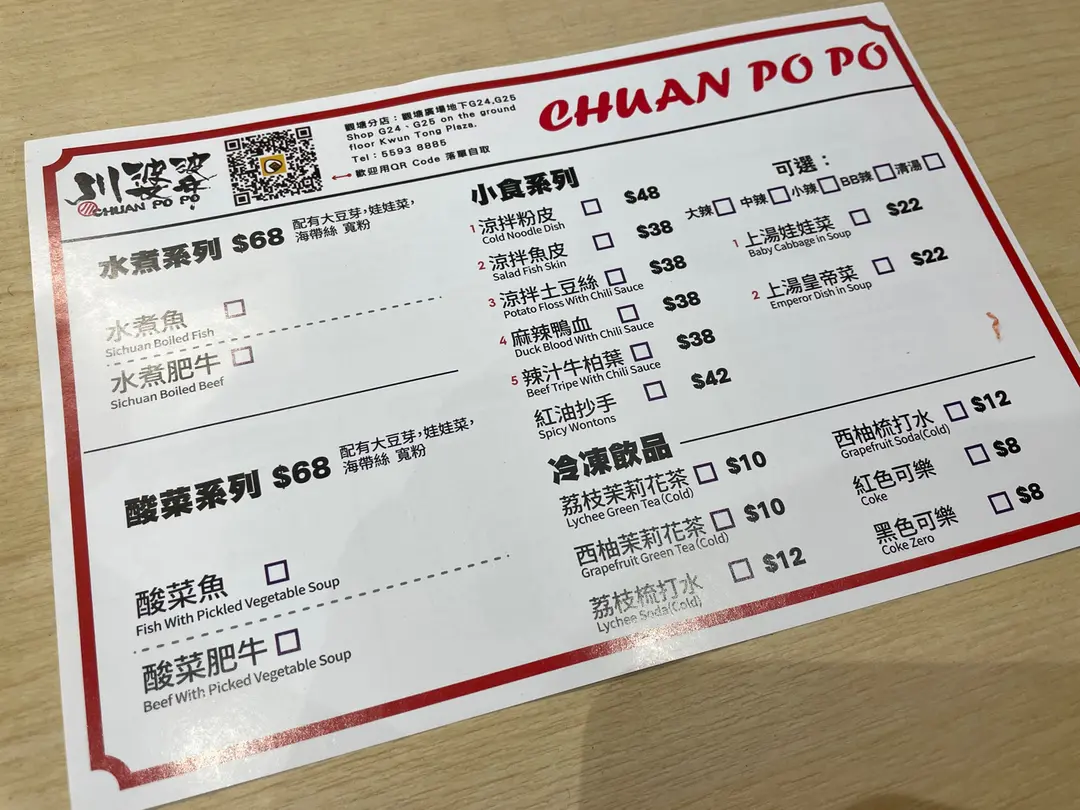 川婆婆
CHUAN PO PO
觀塘分店：觀塘廣場地下G24,G25
Shop G24、G25 on the ground
floor Kwun Tong Plaza.
Tel：5593 8885
歡迎用QR Code 落單自取
CHUAN PO PO
水煮系列 $68
配有大豆芽，娃娃菜，
海帶絲 寬粉
水煮魚
Sichuan Boiled Fish
水煮肥牛
Sichuan Boiled Beef
酸菜系列 $68
配有大豆芽，娃娃菜，
海帶絲 寬粉
酸菜魚
Fish With Pickled Vegetable Soup
酸菜肥牛
Beef With Picked Vegetable Soup
小食系列
1 涼拌粉皮 $48
Cold Noodle Dish
2 涼拌魚皮 $38
Salad Fish Skin
3 涼拌土豆絲 $38
Potato Floss With Chili Sauce
4 麻辣鴨血 $38
Duck Blood With Chili Sauce
5 辣汁牛柏葉 $38
Beef Tripe With Chili Sauce
紅油抄手 $42
Spicy Wontons
可選：
大辣 中辣 小辣 BB辣 清湯
1 上湯娃娃菜 $22
Baby Cabbage in Soup
2 上湯皇帝菜 $22
Emperor Dish in Soup
冷凍飲品
荔枝茉莉花茶 $10
Lychee Green Tea (Cold)
西柚茉莉花茶 $10
Grapefruit Green Tea (Cold)
荔枝梳打水 $12
Lychee Soda(Cold)
西柚梳打水 $12
Grapefruit Soda(Cold)
紅色可樂 $8
Coke
黑色可樂 $8
Coke Zero